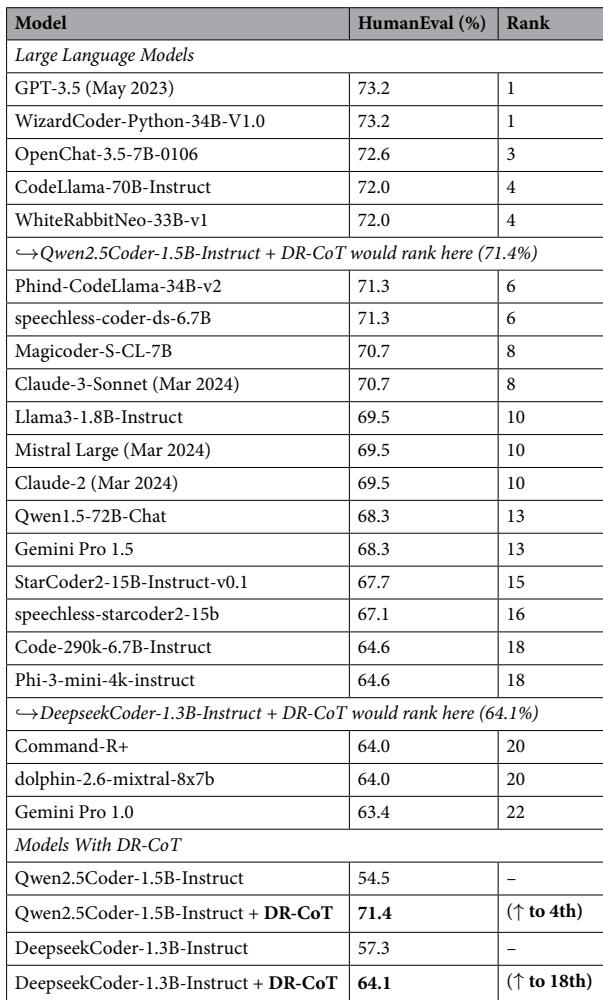 Model HumanEval (%) Rank
Large Language Models
GPT-3.5 (May 2023) 73.2 1
WizardCoder-Python-34B-V1.0 73.2 1
OpenChat-3.5-7B-0106 72.6 3
CodeLlama-70B-Instruct 72.0 4
WhiteRabbitNeo-33B-v1 72.0 4
↪Qwen2.5Coder-1.5B-Instruct + DR-CoT would rank here (71.4%)
Phind-CodeLlama-34B-v2 71.3 6
speechless-coder-ds-6.7B 71.3 6
Magicoder-S-CL-7B 70.7 8
Claude-3-Sonnet (Mar 2024) 70.7 8
Llama3-1.8B-Instruct 69.5 10
Mistral Large (Mar 2024) 69.5 10
Claude-2 (Mar 2024) 69.5 10
Qwen1.5-72B-Chat 68.3 13
Gemini Pro 1.5 68.3 13
StarCoder2-15B-Instruct-v0.1 67.7 15
speechless-starcoder2-15b 67.1 16
Code-290k-6.7B-Instruct 64.6 18
Phi-3-mini-4k-instruct 64.6 18
↪DeepseekCoder-1.3B-Instruct + DR-CoT would rank here (64.1%)
Command-R+ 64.0 20
dolphin-2.6-mixtral-8x7b 64.0 20
Gemini Pro 1.0 63.4 22
Models With DR-CoT
Qwen2.5Coder-1.5B-Instruct 54.5 –
Qwen2.5Coder-1.5B-Instruct + DR-CoT 71.4 (↑ to 4th)
DeepseekCoder-1.3B-Instruct 57.3 –
DeepseekCoder-1.3B-Instruct + DR-CoT 64.1 (↑ to 18th)